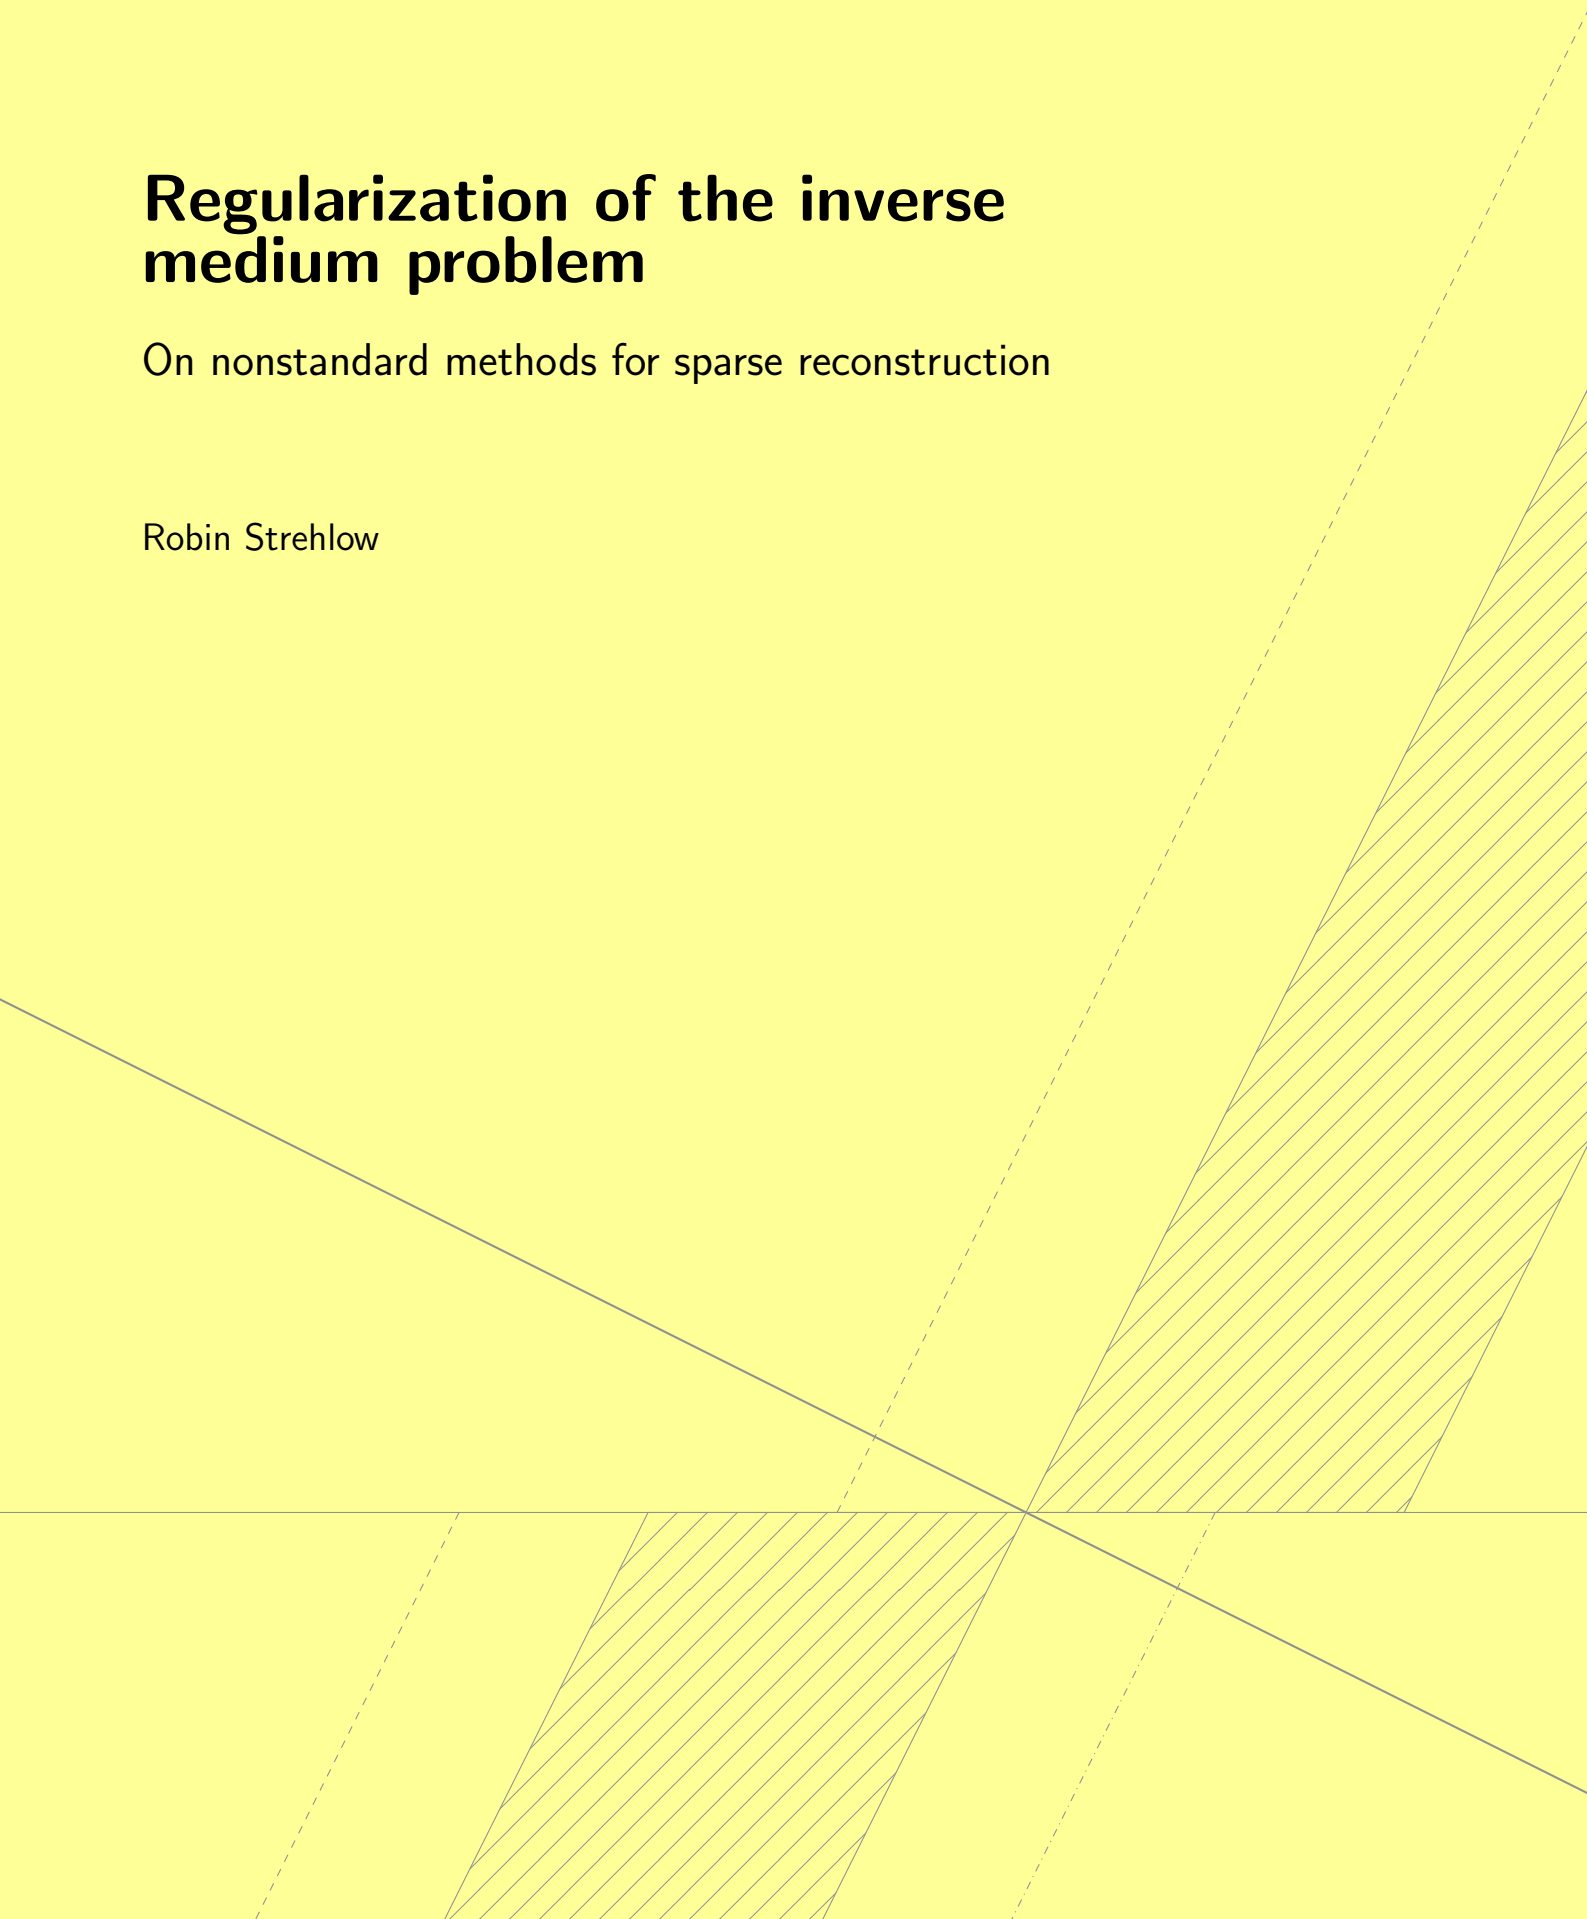 Regularization of the inverse
medium problem
On nonstandard methods for sparse reconstruction
Robin Strehlow